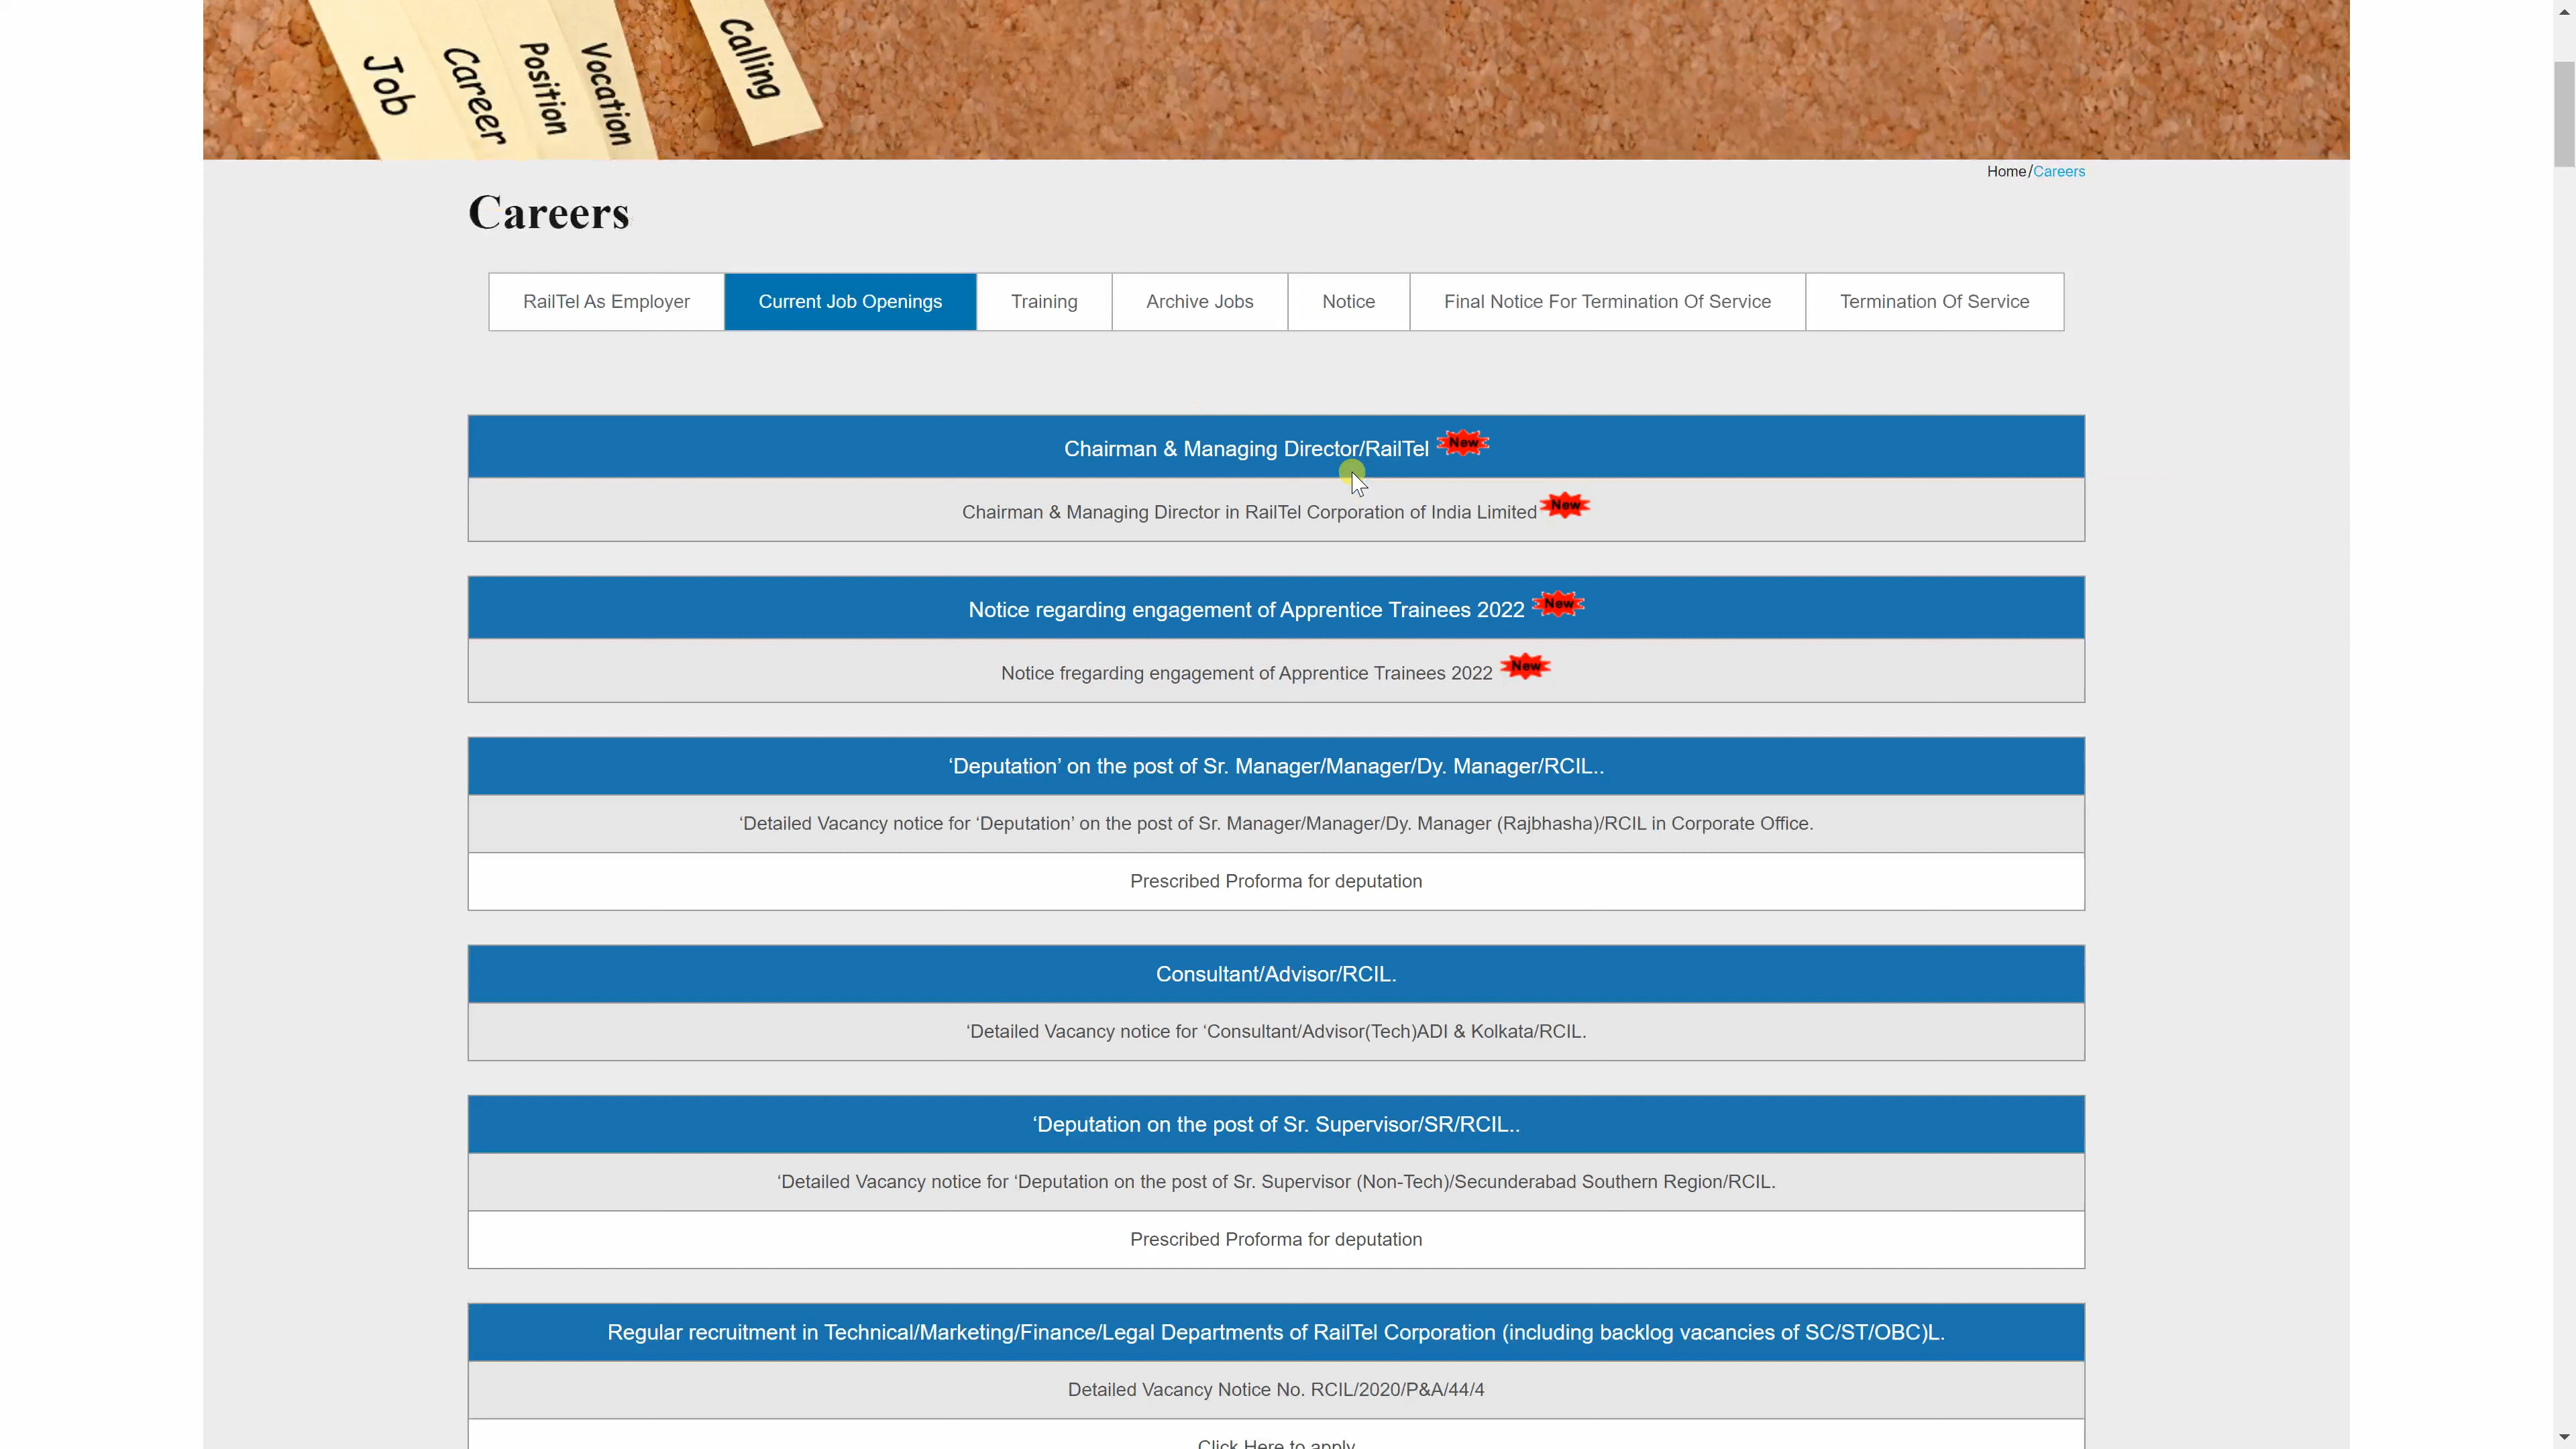 Job
Career
Position
Vocation
Calling
Home/Careers
Careers
RailTel As Employer
Current Job Openings
Training
Archive Jobs
Notice
Final Notice For Termination Of Service
Termination Of Service
Chairman & Managing Director/RailTel New
Chairman & Managing Director in RailTel Corporation of India Limited New
Notice regarding engagement of Apprentice Trainees 2022 New
Notice fregarding engagement of Apprentice Trainees 2022 New
‘Deputation’ on the post of Sr. Manager/Manager/Dy. Manager/RCIL..
‘Detailed Vacancy notice for ‘Deputation’ on the post of Sr. Manager/Manager/Dy. Manager (Rajbhasha)/RCIL in Corporate Office.
Prescribed Proforma for deputation
Consultant/Advisor/RCIL.
‘Detailed Vacancy notice for ‘Consultant/Advisor(Tech)ADI & Kolkata/RCIL.
‘Deputation on the post of Sr. Supervisor/SR/RCIL..
‘Detailed Vacancy notice for ‘Deputation on the post of Sr. Supervisor (Non-Tech)/Secunderabad Southern Region/RCIL.
Prescribed Proforma for deputation
Regular recruitment in Technical/Marketing/Finance/Legal Departments of RailTel Corporation (including backlog vacancies of SC/ST/OBC)L.
Detailed Vacancy Notice No. RCIL/2020/P&A/44/4
Click Here to apply